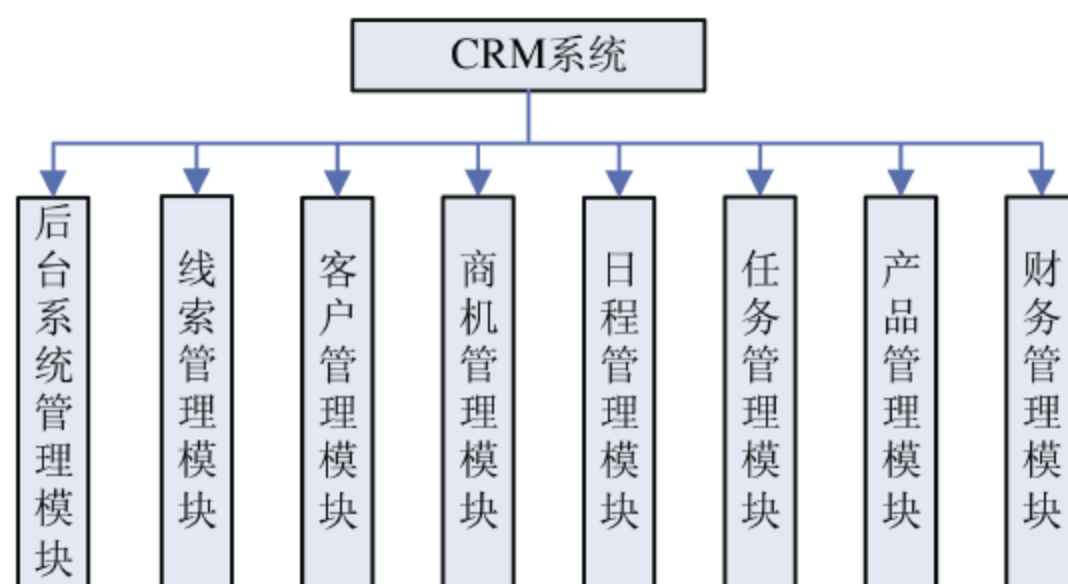 CRM系统
后台系统管理模块
线索管理模块
客户管理模块
商机管理模块
日程管理模块
任务管理模块
产品管理模块
财务管理模块